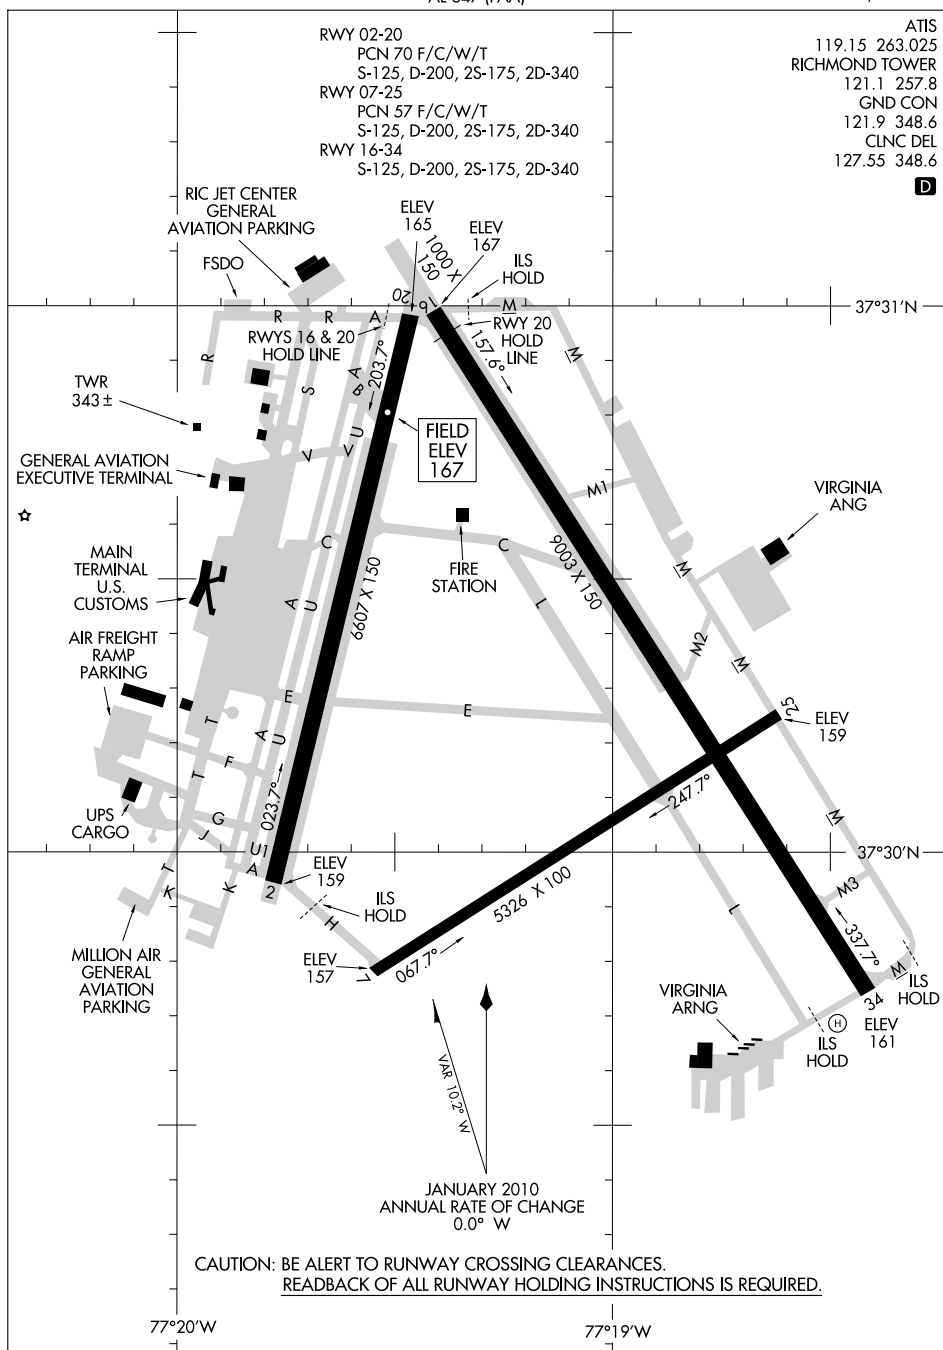 RWY 02-20
PCN 70 F/C/W/T
S-125, D-200, 2S-175, 2D-340
RWY 07-25
PCN 57 F/C/W/T
S-125, D-200, 2S-175, 2D-340
RWY 16-34
S-125, D-200, 2S-175, 2D-340
ATIS
119.15 263.025
RICHMOND TOWER
121.1 257.8
GND CON
121.9 348.6
CLNC DEL
127.55 348.6
D
RIC JET CENTER
GENERAL
AVIATION PARKING
FSDO
ELEV
165
1000 X
150
ELEV
167
ILS
HOLD
37°31'N
R
R
R
A
20
16
M
RWYS 16 & 20
HOLD LINE
RWY 20
HOLD
LINE
203.7°
157.6°
M
R
S
A
B
U
V
V
TWR
343 ±
FIELD
ELEV
167
GENERAL AVIATION
EXECUTIVE TERMINAL
M1
VIRGINIA
ANG
MAIN
TERMINAL
U.S.
CUSTOMS
C
FIRE
STATION
C
9003 X 150
M
A
U
6607 X 150
L
AIR FREIGHT
RAMP
PARKING
M2
M
E
E
25
ELEV
159
T
A
U
F
T
023.7°
247.7°
UPS
CARGO
G
J
U1
A
2
ELEV
159
37°30'N
M
T
K
K
ILS
HOLD
H
5326 X 100
M3
L
MILLION AIR
GENERAL
AVIATION
PARKING
ELEV
157
7
067.7°
337.7°
M
ILS
HOLD
34
ELEV
161
VIRGINIA
ARNG
H
ILS
HOLD
VAR 10.2° W
JANUARY 2010
ANNUAL RATE OF CHANGE
0.0° W
CAUTION: BE ALERT TO RUNWAY CROSSING CLEARANCES.
READBACK OF ALL RUNWAY HOLDING INSTRUCTIONS IS REQUIRED.
77°20'W
77°19'W